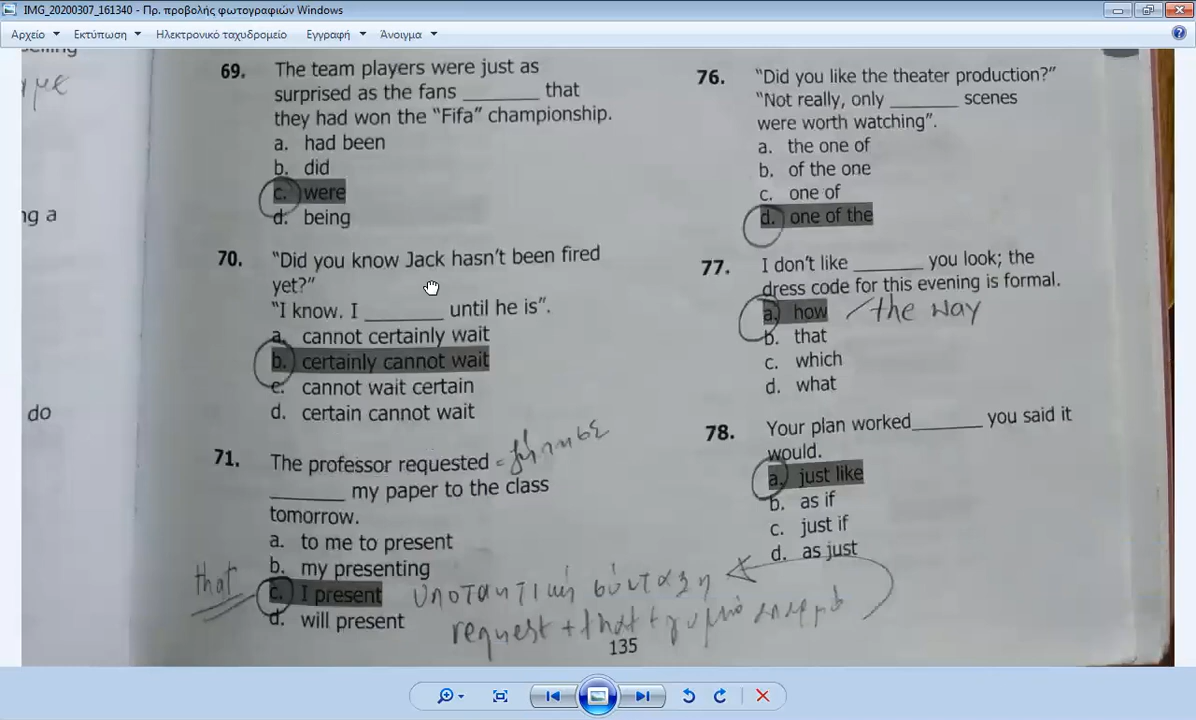 IMG_20200307_161340 - Πρ. προβολής φωτογραφιών Windows
Αρχείο Εκτύπωση Ηλεκτρονικό ταχυδρομείο Εγγραφή Άνοιγμα
με
ng a
do
69. The team players were just as
surprised as the fans ________ that
they had won the “Fifa” championship.
a. had been
b. did
c. were
d. being
70. “Did you know Jack hasn’t been fired
yet?”
“I know. I ________ until he is”.
a. cannot certainly wait
b. certainly cannot wait
c. cannot wait certain
d. certain cannot wait
71. The professor requested = ζήτησε
________ my paper to the class
tomorrow.
a. to me to present
b. my presenting
that c. I present υποτακτική σύνταξη
d. will present
request + that + γυμνό απαρμφ
135
76. “Did you like the theater production?”
“Not really, only ________ scenes
were worth watching”.
a. the one of
b. of the one
c. one of
d. one of the
77. I don’t like ________ you look; the
dress code for this evening is formal.
a. how / the way
b. that
c. which
d. what
78. Your plan worked________ you said it
would.
a. just like
b. as if
c. just if
d. as just